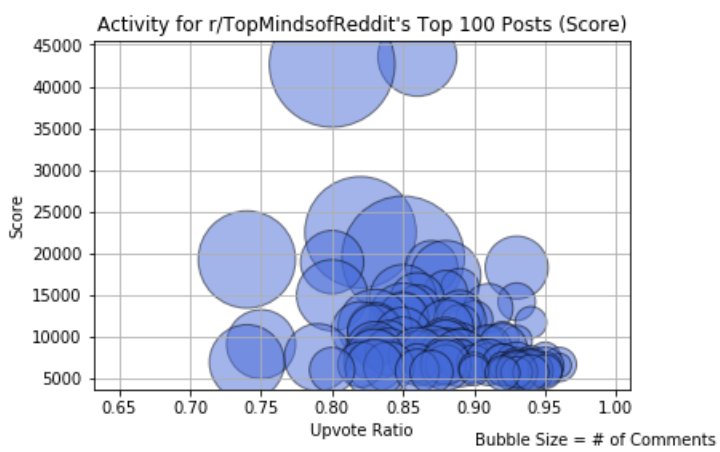 Activity for r/TopMindsofReddit's Top 100 Posts (Score)
45000
40000
35000
30000
25000
20000
15000
10000
5000
Score
0.65 0.70 0.75 0.80 0.85 0.90 0.95 1.00
Upvote Ratio
Bubble Size = # of Comments